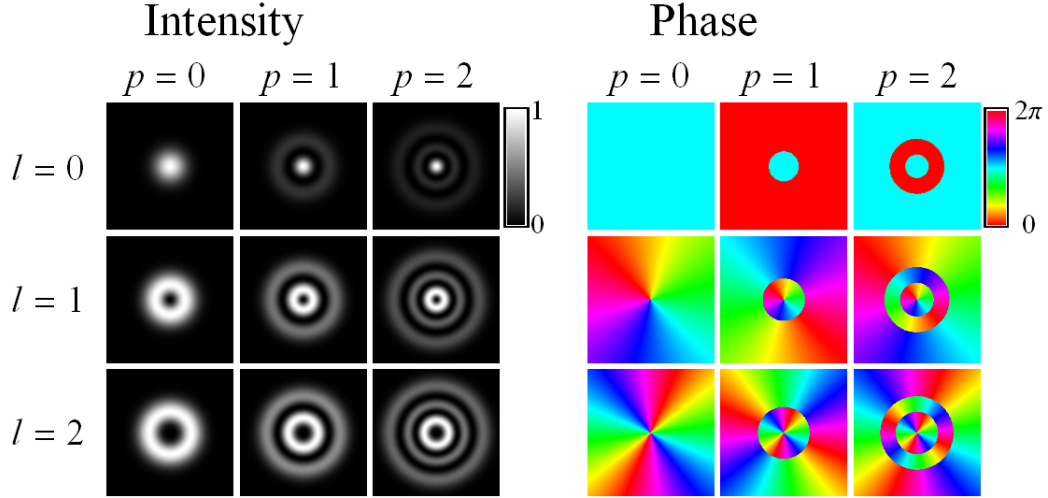 Intensity Phase
p = 0 p = 1 p = 2 p = 0 p = 1 p = 2
l = 0 1 0 2π 0
l = 1
l = 2